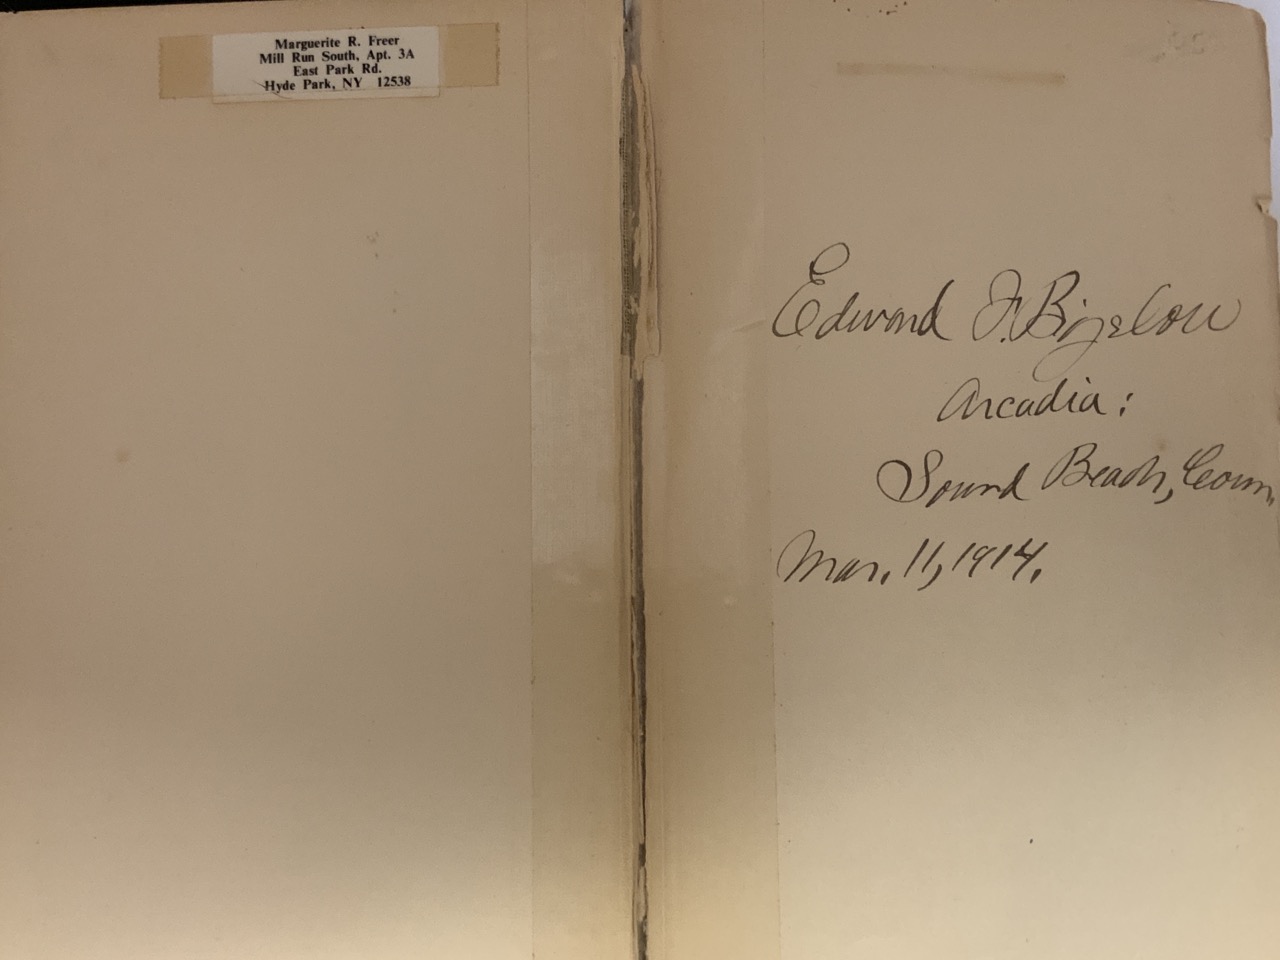 Marguerite R. Freer
Mill Run South, Apt. 3A
East Park Rd.
Hyde Park, NY 12538
Edward F. Bigelow
Arcadia:
Sound Beach, Conn.
Mar. 11, 1914.